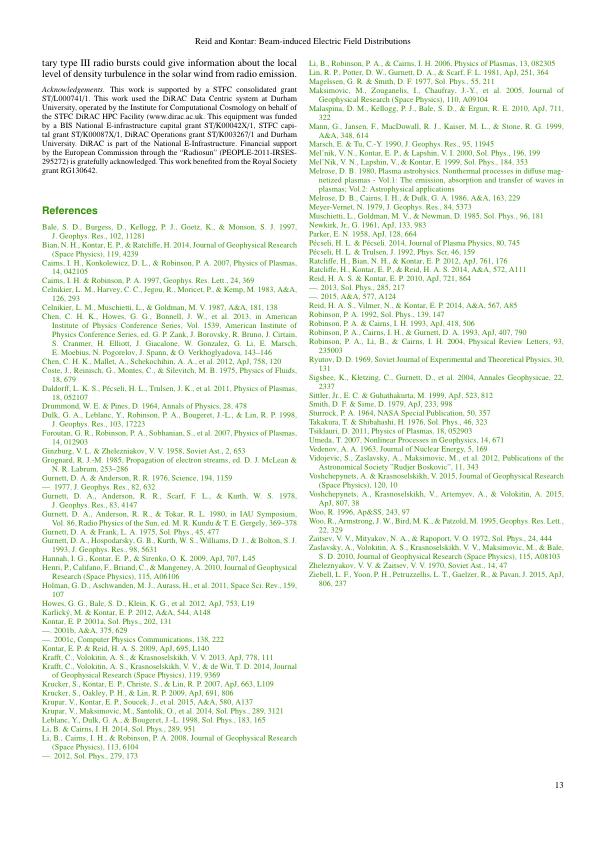 Reid and Kontar: Beam-induced Electric Field Distributions
tary type III radio bursts could give information about the local
level of density turbulence in the solar wind from radio emission.
Acknowledgements. This work is supported by a STFC consolidated grant
ST/L000741/1. This work used the DiRAC Data Centric system at Durham
University, operated by the Institute for Computational Cosmology on behalf of
the STFC DiRAC HPC Facility (www.dirac.ac.uk. This equipment was funded
by a BIS National E-infrastructure capital grant ST/K00042X/1, STFC capi-
tal grant ST/K00087X/1, DiRAC Operations grant ST/K003267/1 and Durham
University. DiRAC is part of the National E-Infrastructure. Financial support
by the European Commission through the "Radiosun" (PEOPLE-2011-IRSES-
295272) is gratefully acknowledged. This work benefited from the Royal Society
grant RG130642.
References
Bale, S. D., Burgess, D., Kellogg, P. J., Goetz, K., & Monson, S. J. 1997,
J. Geophys. Res., 102, 11281
Bian, N. H., Kontar, E. P., & Ratcliffe, H. 2014, Journal of Geophysical Research
(Space Physics), 119, 4239
Cairns, I. H., Konkolewicz, D. L., & Robinson, P. A. 2007, Physics of Plasmas,
14, 042105
Cairns, I. H. & Robinson, P. A. 1997, Geophys. Res. Lett., 24, 369
Celnikier, L. M., Harvey, C. C., Jegou, R., Moricet, P., & Kemp, M. 1983, A&A,
126, 293
Celnikier, L. M., Muschietti, L., & Goldman, M. V. 1987, A&A, 181, 138
Chen, C. H. K., Howes, G. G., Bonnell, J. W., et al. 2013, in American
Institute of Physics Conference Series, Vol. 1539, American Institute of
Physics Conference Series, ed. G. P. Zank, J. Borovsky, R. Bruno, J. Cirtain,
S. Cranmer, H. Elliott, J. Giacalone, W. Gonzalez, G. Li, E. Marsch,
E. Moebius, N. Pogorelov, J. Spann, & O. Verkhoglyadova, 143–146
Chen, C. H. K., Mallet, A., Schekochihin, A. A., et al. 2012, ApJ, 758, 120
Coste, J., Reinisch, G., Montes, C., & Silevitch, M. B. 1975, Physics of Fluids,
18, 679
Daldorff, L. K. S., Pécseli, H. L., Trulsen, J. K., et al. 2011, Physics of Plasmas,
18, 052107
Drummond, W. E. & Pines, D. 1964, Annals of Physics, 28, 478
Dulk, G. A., Leblanc, Y., Robinson, P. A., Bougeret, J.-L., & Lin, R. P. 1998,
J. Geophys. Res., 103, 17223
Foroutan, G. R., Robinson, P. A., Sobhanian, S., et al. 2007, Physics of Plasmas,
14, 012903
Ginzburg, V. L. & Zhelezniakov, V. V. 1958, Soviet Ast., 2, 653
Grognard, R. J.-M. 1985, Propagation of electron streams, ed. D. J. McLean &
N. R. Labrum, 253–286
Gurnett, D. A. & Anderson, R. R. 1976, Science, 194, 1159
—. 1977, J. Geophys. Res., 82, 632
Gurnett, D. A., Anderson, R. R., Scarf, F. L., & Kurth, W. S. 1978,
J. Geophys. Res., 83, 4147
Gurnett, D. A., Anderson, R. R., & Tokar, R. L. 1980, in IAU Symposium,
Vol. 86, Radio Physics of the Sun, ed. M. R. Kundu & T. E. Gergely, 369–378
Gurnett, D. A. & Frank, L. A. 1975, Sol. Phys., 45, 477
Gurnett, D. A., Hospodarsky, G. B., Kurth, W. S., Williams, D. J., & Bolton, S. J.
1993, J. Geophys. Res., 98, 5631
Hannah, I. G., Kontar, E. P., & Sirenko, O. K. 2009, ApJ, 707, L45
Henri, P., Califano, F., Briand, C., & Mangeney, A. 2010, Journal of Geophysical
Research (Space Physics), 115, A06106
Holman, G. D., Aschwanden, M. J., Aurass, H., et al. 2011, Space Sci. Rev., 159,
107
Howes, G. G., Bale, S. D., Klein, K. G., et al. 2012, ApJ, 753, L19
Karlický, M. & Kontar, E. P. 2012, A&A, 544, A148
Kontar, E. P. 2001a, Sol. Phys., 202, 131
—. 2001b, A&A, 375, 629
—. 2001c, Computer Physics Communications, 138, 222
Kontar, E. P. & Reid, H. A. S. 2009, ApJ, 695, L140
Krafft, C., Volokitin, A. S., & Krasnoselskikh, V. V. 2013, ApJ, 778, 111
Krafft, C., Volokitin, A. S., Krasnoselskikh, V. V., & de Wit, T. D. 2014, Journal
of Geophysical Research (Space Physics), 119, 9369
Krucker, S., Kontar, E. P., Christe, S., & Lin, R. P. 2007, ApJ, 663, L109
Krucker, S., Oakley, P. H., & Lin, R. P. 2009, ApJ, 691, 806
Krupar, V., Kontar, E. P., Soucek, J., et al. 2015, A&A, 580, A137
Krupar, V., Maksimovic, M., Santolik, O., et al. 2014, Sol. Phys., 289, 3121
Leblanc, Y., Dulk, G. A., & Bougeret, J.-L. 1998, Sol. Phys., 183, 165
Li, B. & Cairns, I. H. 2014, Sol. Phys., 289, 951
Li, B., Cairns, I. H., & Robinson, P. A. 2008, Journal of Geophysical Research
(Space Physics), 113, 6104
—. 2012, Sol. Phys., 279, 173
Li, B., Robinson, P. A., & Cairns, I. H. 2006, Physics of Plasmas, 13, 082305
Lin, R. P., Potter, D. W., Gurnett, D. A., & Scarf, F. L. 1981, ApJ, 251, 364
Magelssen, G. R. & Smith, D. F. 1977, Sol. Phys., 55, 211
Maksimovic, M., Zouganelis, I., Chaufray, J.-Y., et al. 2005, Journal of
Geophysical Research (Space Physics), 110, A09104
Malaspina, D. M., Kellogg, P. J., Bale, S. D., & Ergun, R. E. 2010, ApJ, 711,
322
Mann, G., Jansen, F., MacDowall, R. J., Kaiser, M. L., & Stone, R. G. 1999,
A&A, 348, 614
Marsch, E. & Tu, C.-Y. 1990, J. Geophys. Res., 95, 11945
Mel'nik, V. N., Kontar, E. P., & Lapshin, V. I. 2000, Sol. Phys., 196, 199
Mel'Nik, V. N., Lapshin, V., & Kontar, E. 1999, Sol. Phys., 184, 353
Melrose, D. B. 1980, Plasma astrophysics. Nonthermal processes in diffuse mag-
netized plasmas - Vol.1: The emission, absorption and transfer of waves in
plasmas; Vol.2: Astrophysical applications
Melrose, D. B., Cairns, I. H., & Dulk, G. A. 1986, A&A, 163, 229
Meyer-Vernet, N. 1979, J. Geophys. Res., 84, 5373
Muschietti, L., Goldman, M. V., & Newman, D. 1985, Sol. Phys., 96, 181
Newkirk, Jr., G. 1961, ApJ, 133, 983
Parker, E. N. 1958, ApJ, 128, 664
Pécseli, H. L. & Pécseli. 2014, Journal of Plasma Physics, 80, 745
Pécseli, H. L. & Trulsen, J. 1992, Phys. Scr, 46, 159
Ratcliffe, H., Bian, N. H., & Kontar, E. P. 2012, ApJ, 761, 176
Ratcliffe, H., Kontar, E. P., & Reid, H. A. S. 2014, A&A, 572, A111
Reid, H. A. S. & Kontar, E. P. 2010, ApJ, 721, 864
—. 2013, Sol. Phys., 285, 217
—. 2015, A&A, 577, A124
Reid, H. A. S., Vilmer, N., & Kontar, E. P. 2014, A&A, 567, A85
Robinson, P. A. 1992, Sol. Phys., 139, 147
Robinson, P. A. & Cairns, I. H. 1993, ApJ, 418, 506
Robinson, P. A., Cairns, I. H., & Gurnett, D. A. 1993, ApJ, 407, 790
Robinson, P. A., Li, B., & Cairns, I. H. 2004, Physical Review Letters, 93,
235003
Ryutov, D. D. 1969, Soviet Journal of Experimental and Theoretical Physics, 30,
131
Sigsbee, K., Kletzing, C., Gurnett, D., et al. 2004, Annales Geophysicae, 22,
2337
Sittler, Jr., E. C. & Guhathakurta, M. 1999, ApJ, 523, 812
Smith, D. F. & Sime, D. 1979, ApJ, 233, 998
Sturrock, P. A. 1964, NASA Special Publication, 50, 357
Takakura, T. & Shibahashi, H. 1976, Sol. Phys., 46, 323
Tsiklauri, D. 2011, Physics of Plasmas, 18, 052903
Umeda, T. 2007, Nonlinear Processes in Geophysics, 14, 671
Vedenov, A. A. 1963, Journal of Nuclear Energy, 5, 169
Vidojevic, S., Zaslavsky, A., Maksimovic, M., et al. 2012, Publications of the
Astronomical Society "Rudjer Boskovic", 11, 343
Voshchepynets, A. & Krasnoselskikh, V. 2015, Journal of Geophysical Research
(Space Physics), 120, 10
Voshchepynets, A., Krasnoselskikh, V., Artemyev, A., & Volokitin, A. 2015,
ApJ, 807, 38
Woo, R. 1996, Ap&SS, 243, 97
Woo, R., Armstrong, J. W., Bird, M. K., & Patzold, M. 1995, Geophys. Res. Lett.,
22, 329
Zaitsev, V. V., Mityakov, N. A., & Rapoport, V. O. 1972, Sol. Phys., 24, 444
Zaslavsky, A., Volokitin, A. S., Krasnoselskikh, V. V., Maksimovic, M., & Bale,
S. D. 2010, Journal of Geophysical Research (Space Physics), 115, A08103
Zheleznyakov, V. V. & Zaitsev, V. V. 1970, Soviet Ast., 14, 47
Ziebell, L. F., Yoon, P. H., Petruzzellis, L. T., Gaelzer, R., & Pavan, J. 2015, ApJ,
806, 237
13